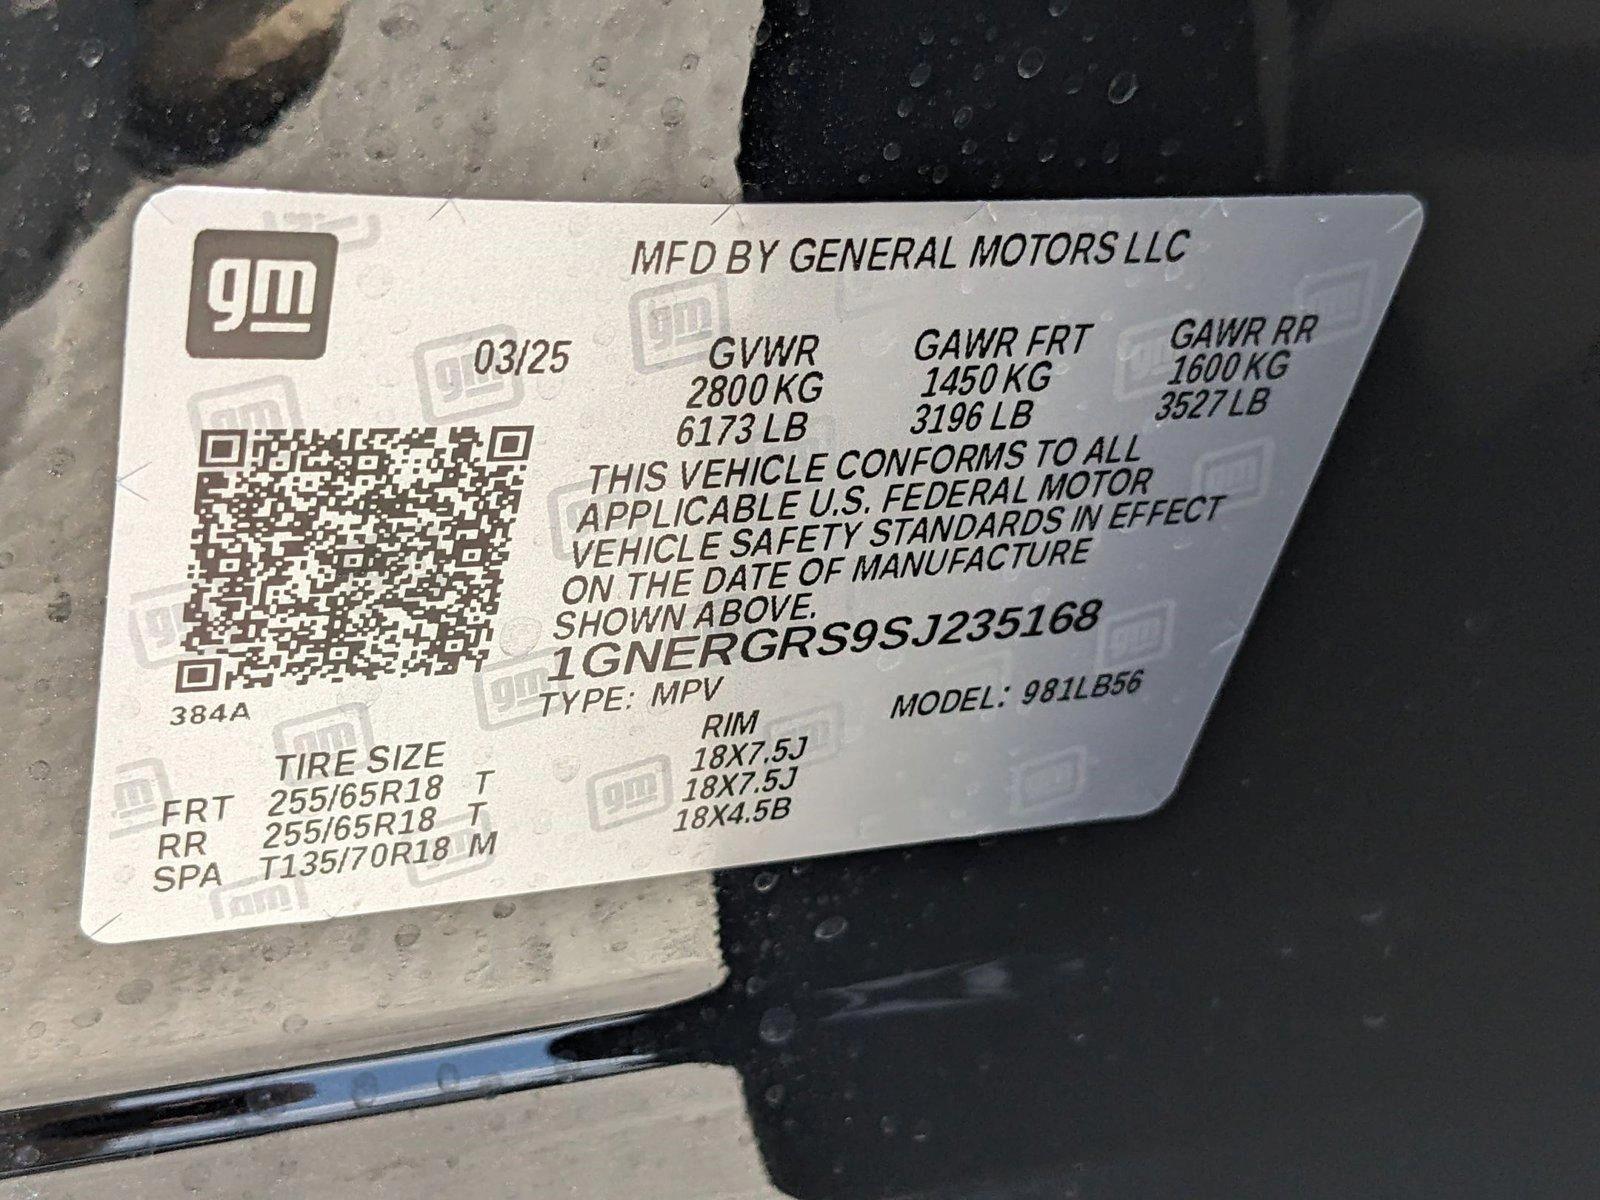 gm
MFD BY GENERAL MOTORS LLC
03/25 GVWR GAWR FRT GAWR RR
2800 KG 1450 KG 1600 KG
6173 LB 3196 LB 3527 LB
THIS VEHICLE CONFORMS TO ALL
APPLICABLE U.S. FEDERAL MOTOR
VEHICLE SAFETY STANDARDS IN EFFECT
ON THE DATE OF MANUFACTURE
SHOWN ABOVE.
1GNERGRS9SJ235168
TYPE: MPV MODEL: 981LB56
384A
TIRE SIZE RIM
FRT 255/65R18 T 18X7.5J
RR 255/65R18 T 18X7.5J
SPA T135/70R18 M 18X4.5B